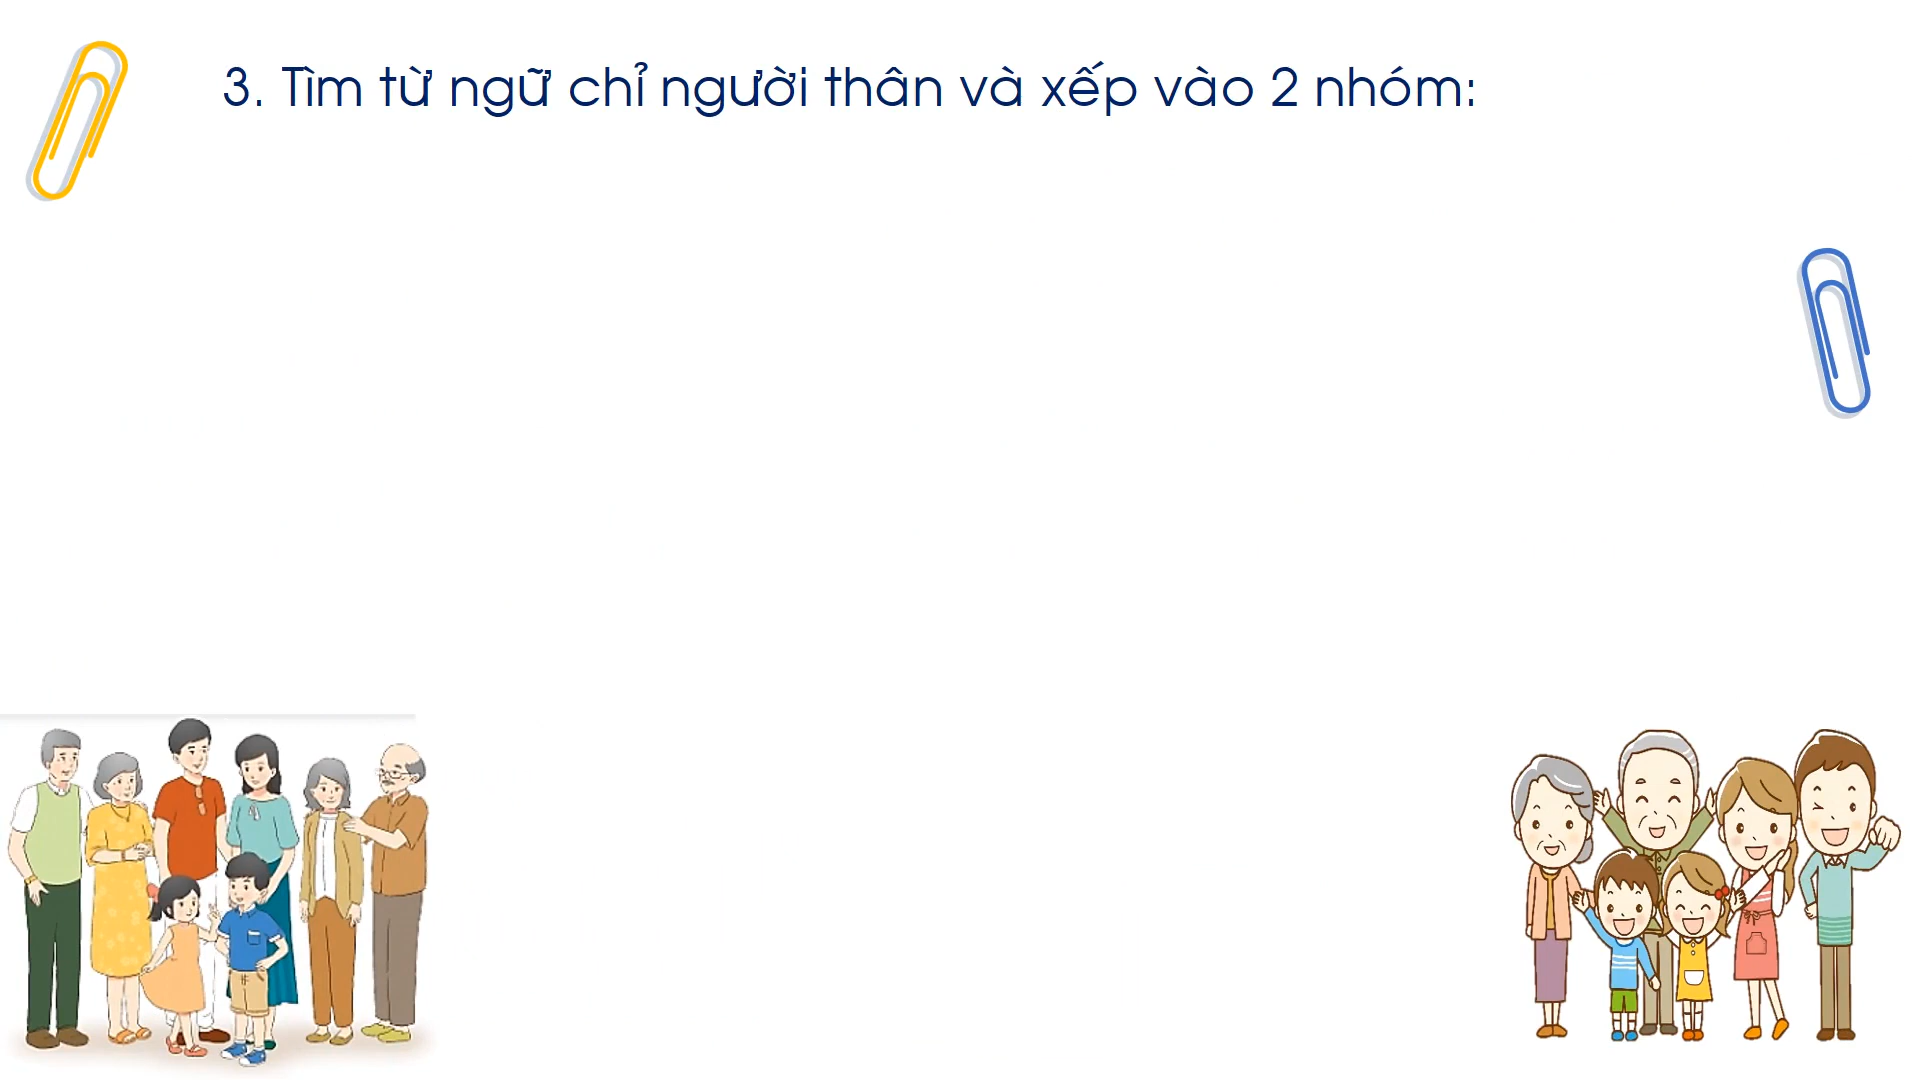 3. Tìm từ ngữ chỉ người thân và xếp vào 2 nhóm: